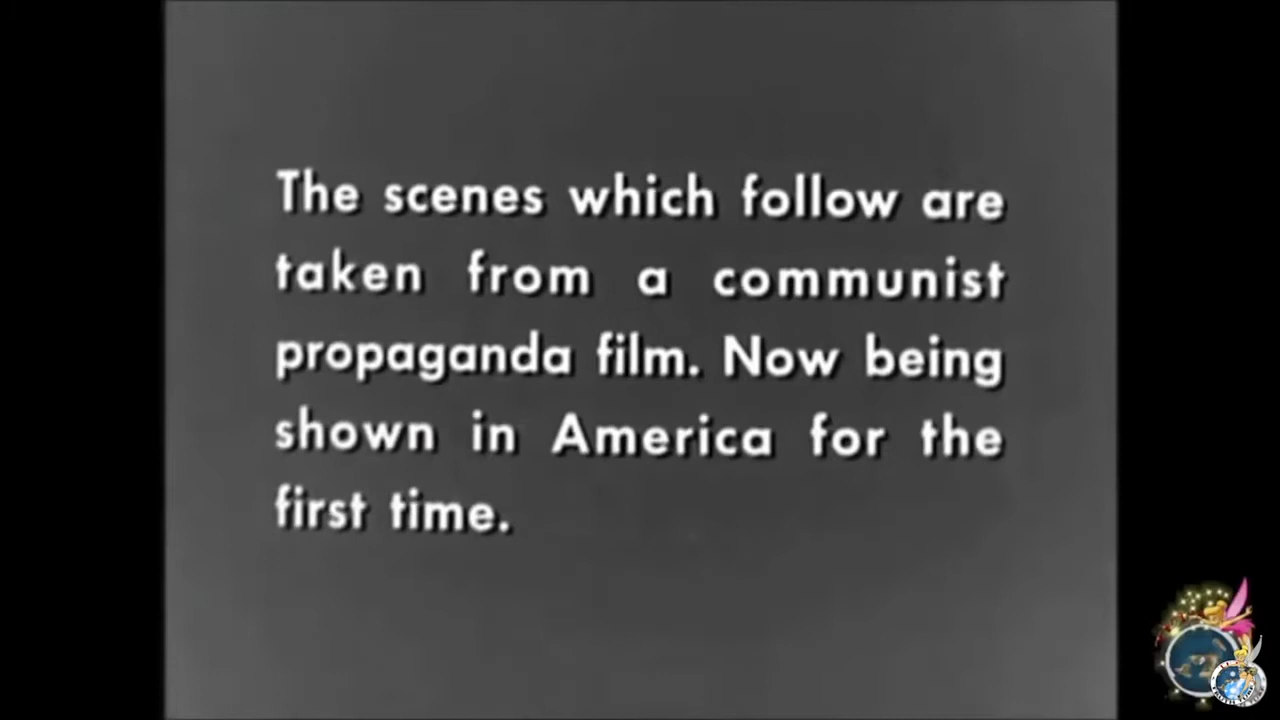 The scenes which follow are
taken from a communist
propaganda film. Now being
shown in America for the
first time.